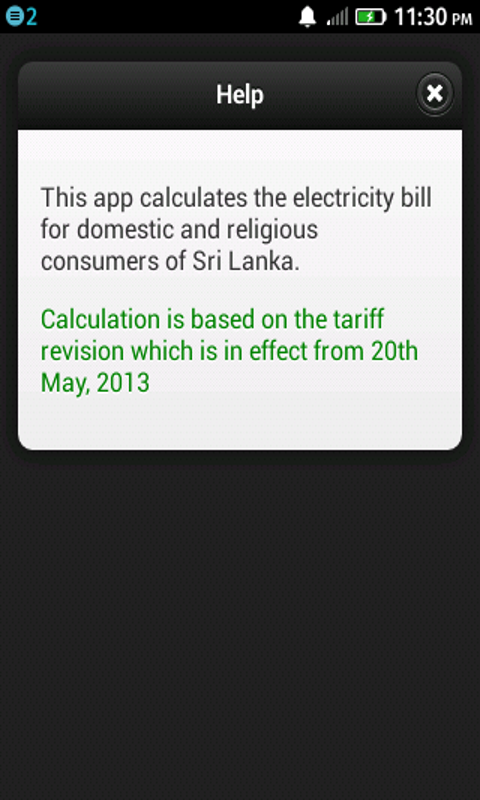 2
11:30 PM
Help
This app calculates the electricity bill
for domestic and religious
consumers of Sri Lanka.
Calculation is based on the tariff
revision which is in effect from 20th
May, 2013